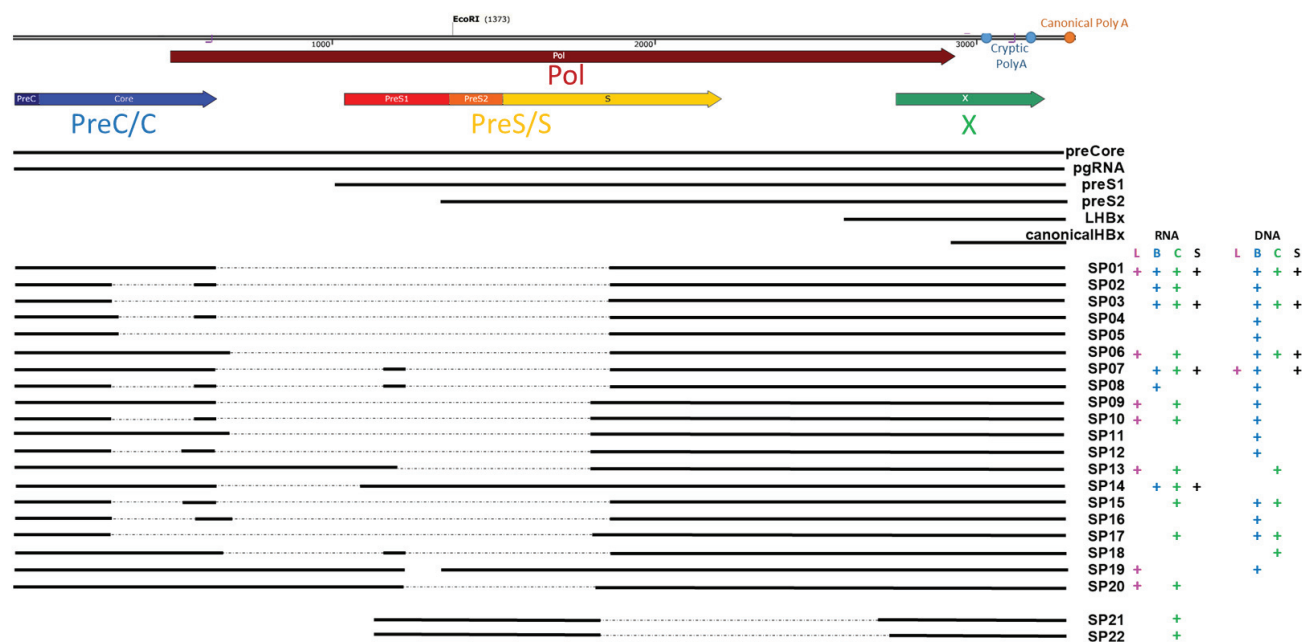 EcoRI (1373)
Canonical Poly A
1000
2000
3000
Cryptic
PolyA
Pol
Pol
PreC Core
PreS1 PreS2 S
X
PreC/C
PreS/S
X
preCore
pgRNA
preS1
preS2
LHBx
canonicalHBx
RNA DNA
L B C S L B C S
SP01 + + + + + + +
SP02 + + +
SP03 + + + + + +
SP04 +
SP05 +
SP06 + + + + +
SP07 + + + + + +
SP08 + +
SP09 + + +
SP10 + + +
SP11 +
SP12 +
SP13 + + +
SP14 + + +
SP15 + + +
SP16 +
SP17 + + +
SP18 +
SP19 + +
SP20 + +
SP21 +
SP22 +